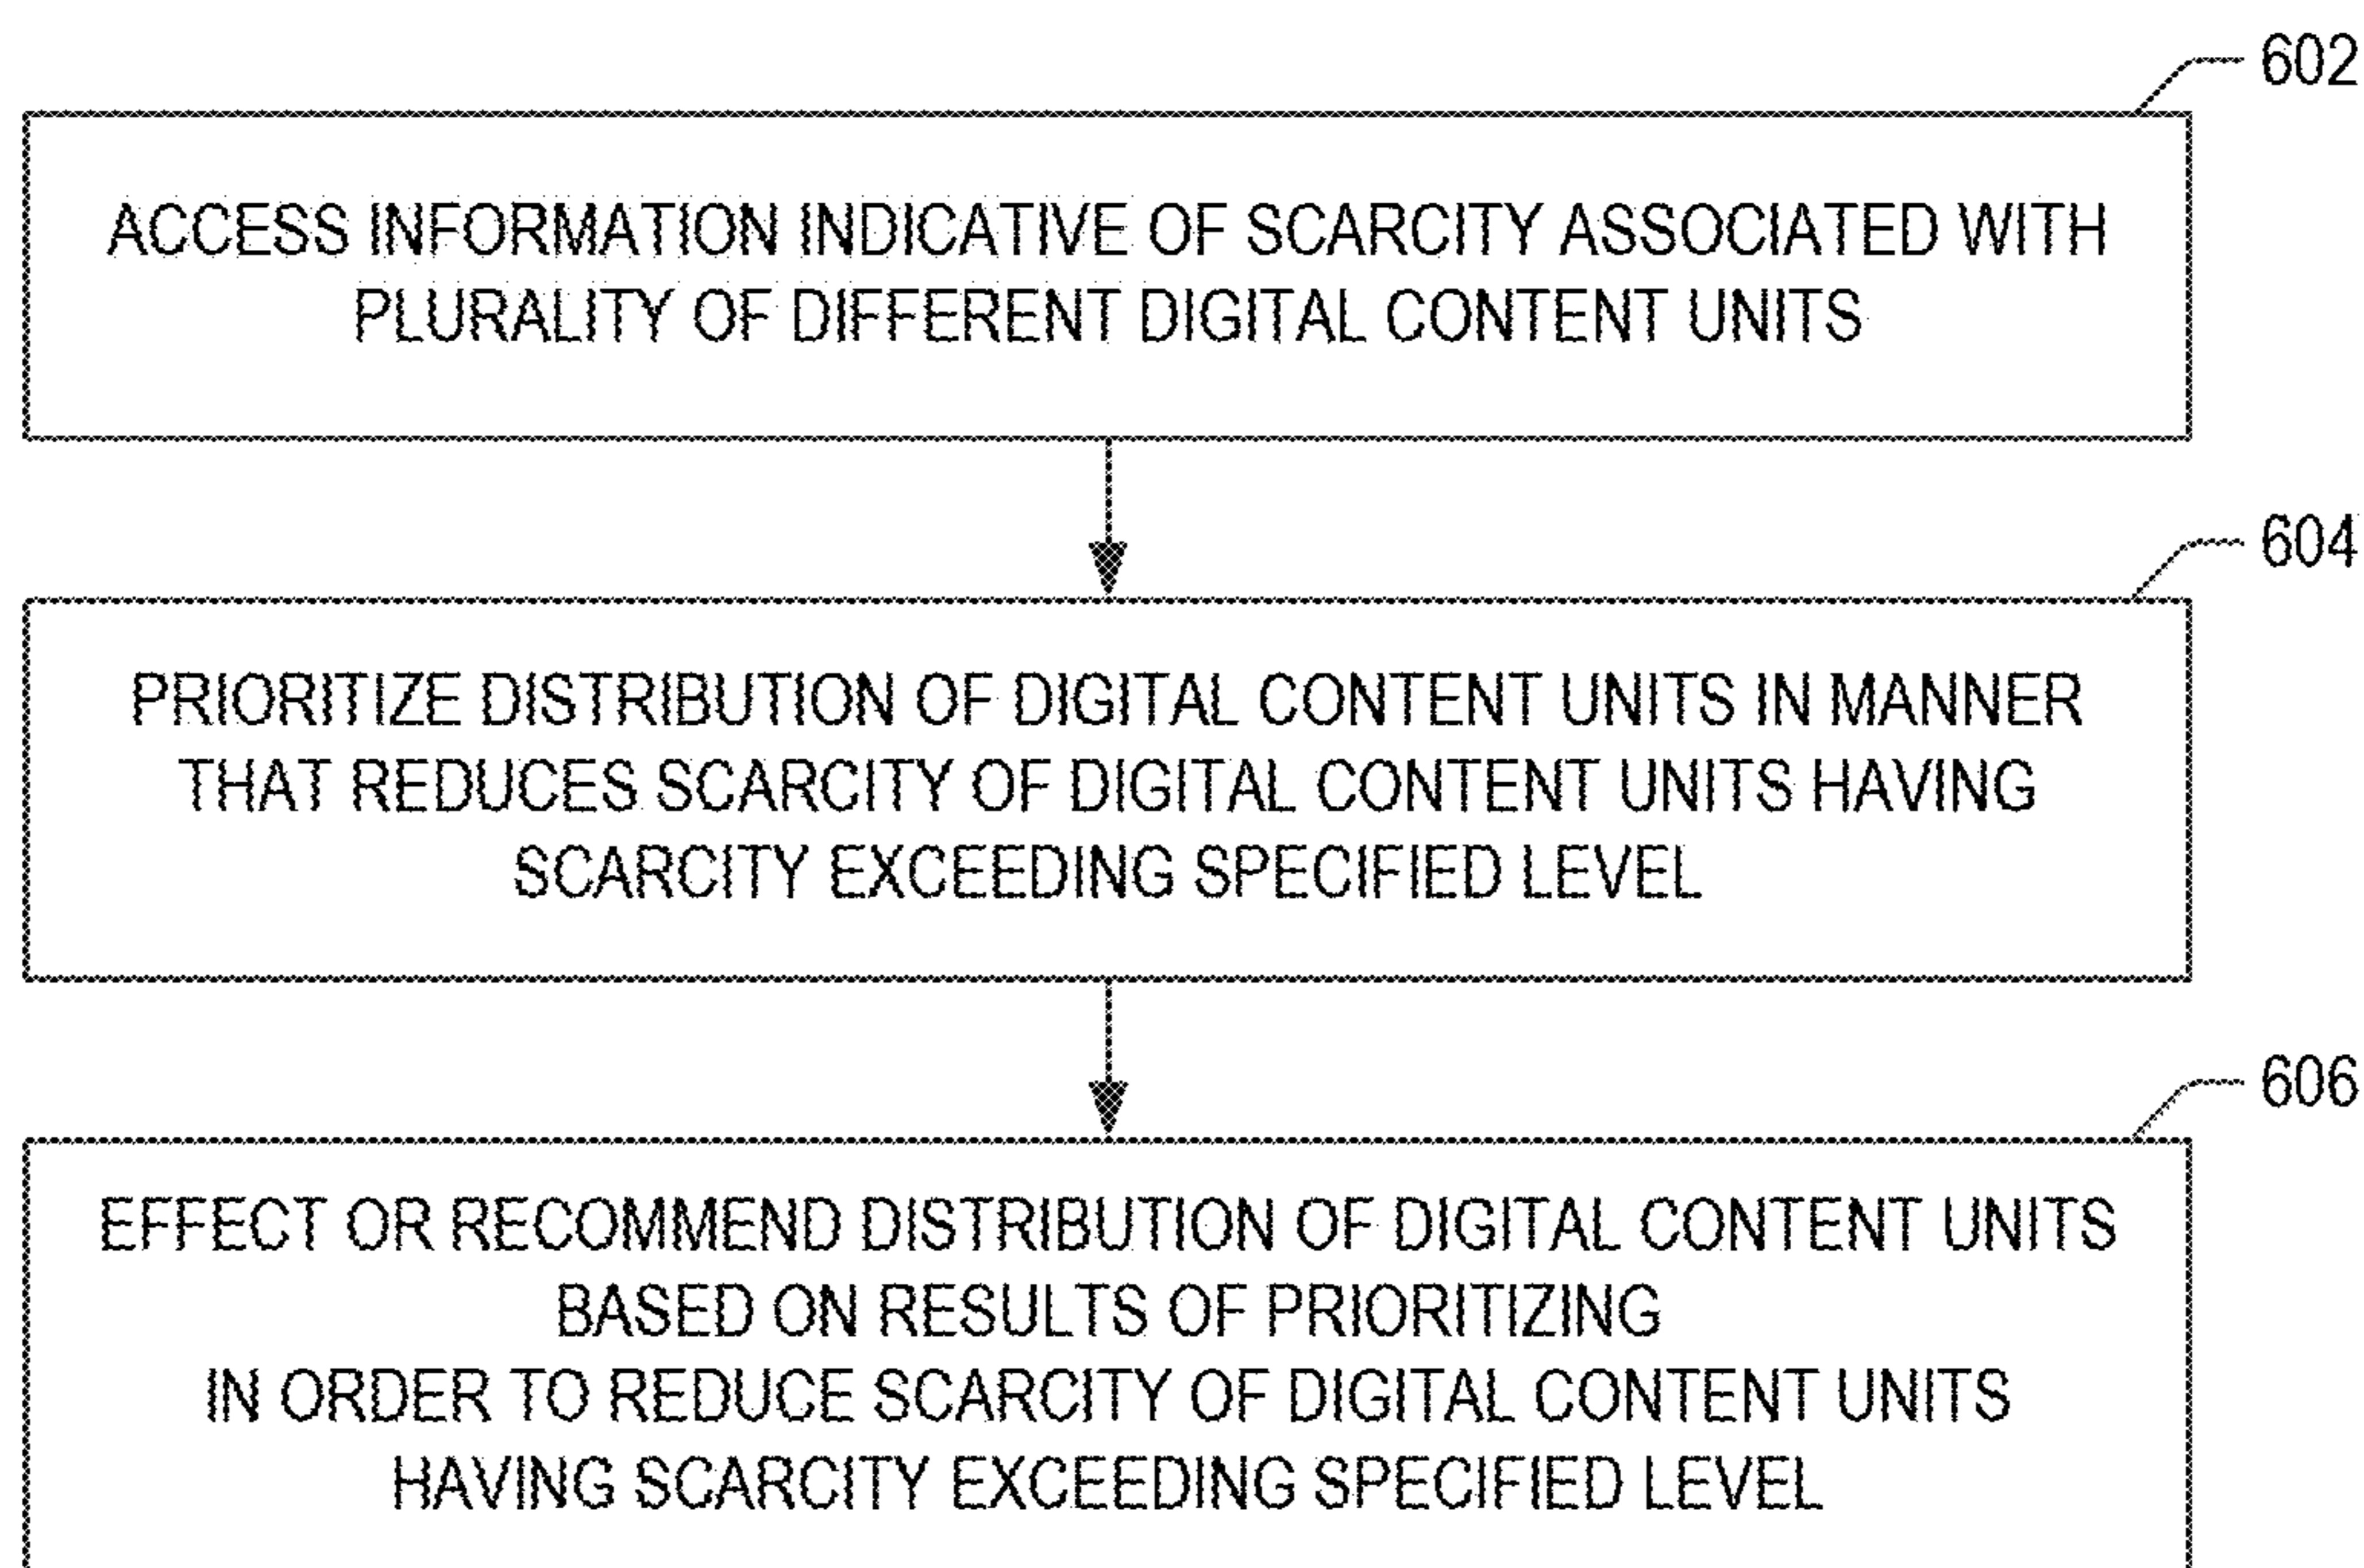 602
ACCESS INFORMATION INDICATIVE OF SCARCITY ASSOCIATED WITH
PLURALITY OF DIFFERENT DIGITAL CONTENT UNITS
604
PRIORITIZE DISTRIBUTION OF DIGITAL CONTENT UNITS IN MANNER
THAT REDUCES SCARCITY OF DIGITAL CONTENT UNITS HAVING
SCARCITY EXCEEDING SPECIFIED LEVEL
606
EFFECT OR RECOMMEND DISTRIBUTION OF DIGITAL CONTENT UNITS
BASED ON RESULTS OF PRIORITIZING
IN ORDER TO REDUCE SCARCITY OF DIGITAL CONTENT UNITS
HAVING SCARCITY EXCEEDING SPECIFIED LEVEL